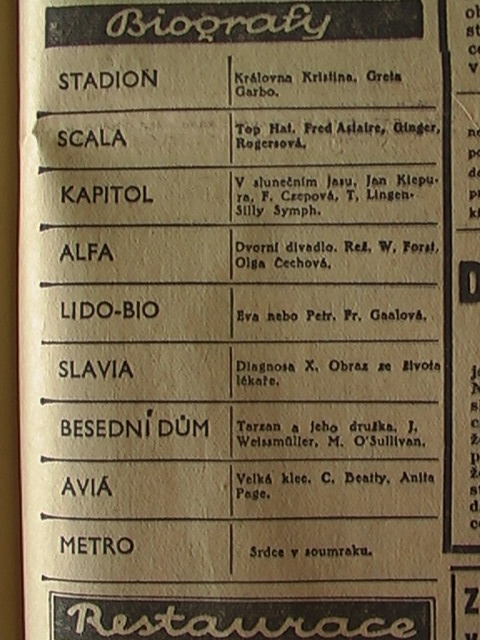 Biografy
STADION
Královna Kristina. Greta
Garbo.
SCALA
Top Hat. Fred Astaire, Ginger,
Rogersová.
KAPITOL
V slunečním jasu. Jan Kiepu-
ra, F. Czepová, T. Lingen-
Silly Symph.
ALFA
Dvorní divadlo. Rež. W. Forst,
Olga Čechová.
LIDO-BIO
Eva nebo Petr. Fr. Gaalová.
SLAVIA
Diagnosa X. Obraz ze života
lékaře.
BESEDNÍ DŮM
Tarzan a jeho družka. J.
Weissmüller, M. O'Sullivan.
AVIA
Velká klec. C. Beatty, Anita
Page.
METRO
Srdce v soumraku.
Restaurace